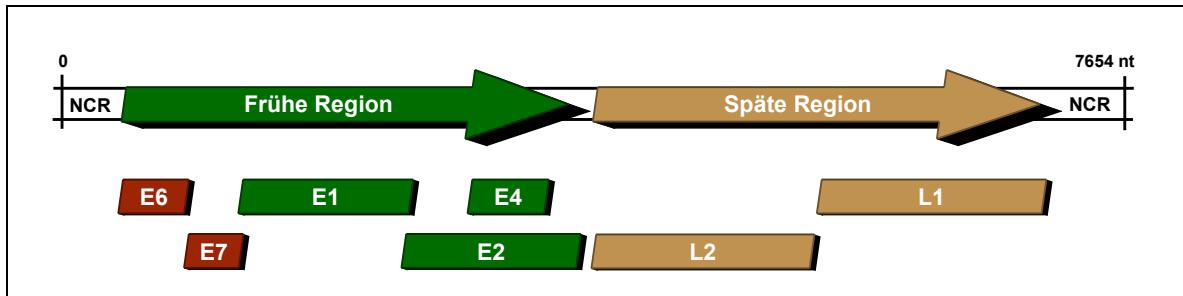 0
7654 nt
NCR
Frühe Region
Späte Region
NCR
E6
E1
E4
L1
E7
E2
L2